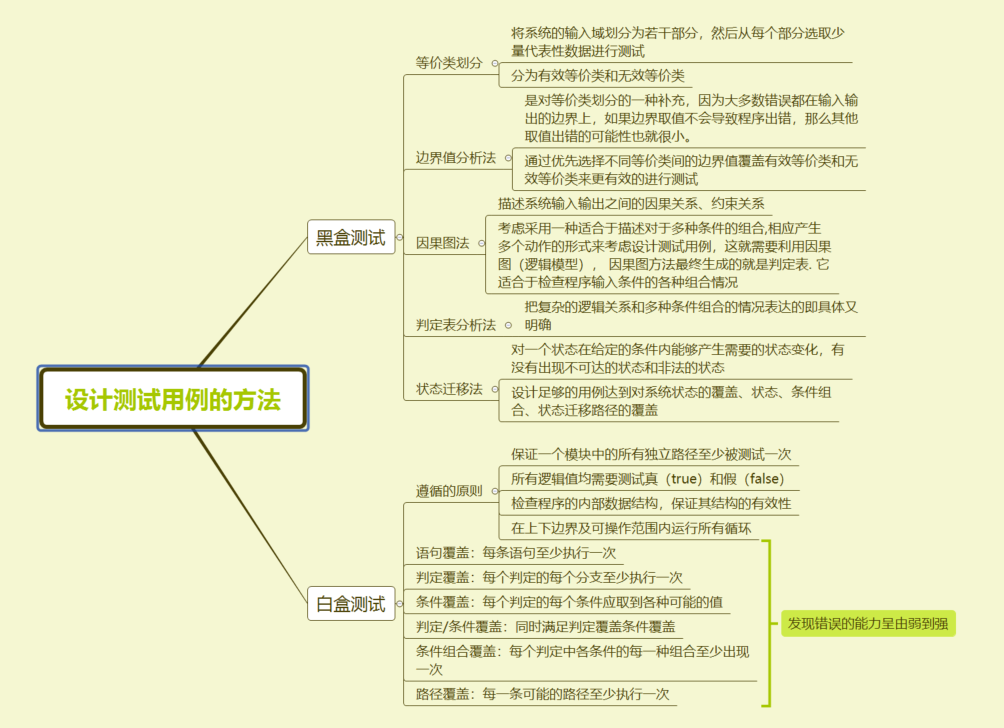 设计测试用例的方法
黑盒测试
等价类划分
将系统的输入域划分为若干部分，然后从每个部分选取少
量代表性数据进行测试
分为有效等价类和无效等价类
边界值分析法
是对等价类划分的一种补充，因为大多数错误都在输入输
出的边界上，如果边界取值不会导致程序出错，那么其他
取值出错的可能性也就很小。
通过优先选择不同等价类间的边界值覆盖有效等价类和无
效等价类来更有效的进行测试
因果图法
描述系统输入输出之间的因果关系、约束关系
考虑采用一种适合于描述对于多种条件的组合,相应产生
多个动作的形式来考虑设计测试用例，这就需要利用因果
图（逻辑模型）， 因果图方法最终生成的就是判定表. 它
适合于检查程序输入条件的各种组合情况
判定表分析法
把复杂的逻辑关系和多种条件组合的情况表达的即具体又
明确
状态迁移法
对一个状态在给定的条件内能够产生需要的状态变化，有
没有出现不可达的状态和非法的状态
设计足够的用例达到对系统状态的覆盖、状态、条件组
合、状态迁移路径的覆盖
白盒测试
遵循的原则
保证一个模块中的所有独立路径至少被测试一次
所有逻辑值均需要测试真（true）和假（false）
检查程序的内部数据结构，保证其结构的有效性
在上下边界及可操作范围内运行所有循环
语句覆盖：每条语句至少执行一次
判定覆盖：每个判定的每个分支至少执行一次
条件覆盖：每个判定的每个条件应取到各种可能的值
判定/条件覆盖：同时满足判定覆盖条件覆盖
条件组合覆盖：每个判定中各条件的每一种组合至少出现
一次
路径覆盖：每一条可能的路径至少执行一次
发现错误的能力呈由弱到强